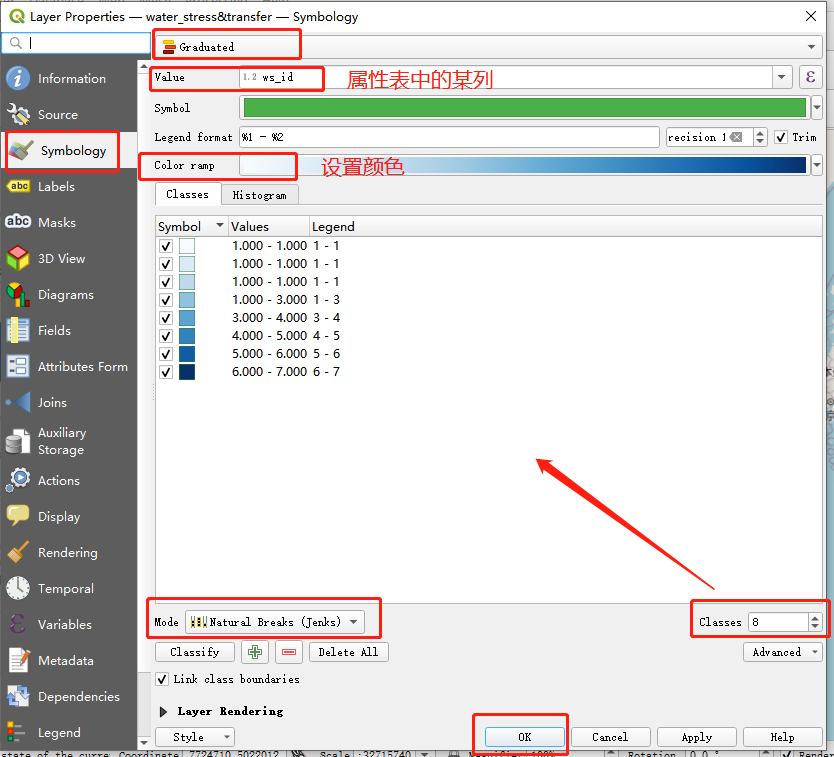 Layer Properties — water_stress&transfer — Symbology
Graduated
Information
Value 1.2 ws_id 属性表中的某列 ε
Source
Symbol
Symbology
Legend format %1 - %2 recision 1 Trim
Color ramp 设置颜色
abc Labels
Classes Histogram
abc Masks
Symbol Values Legend
1.000 - 1.000 1 - 1
3D View
1.000 - 1.000 1 - 1
1.000 - 1.000 1 - 1
Diagrams
1.000 - 3.000 1 - 3
3.000 - 4.000 3 - 4
Fields
4.000 - 5.000 4 - 5
5.000 - 6.000 5 - 6
Attributes Form
6.000 - 7.000 6 - 7
Joins
Auxiliary
Storage
Actions
Display
Rendering
Temporal
Variables
Mode Natural Breaks (Jenks) Classes 8
Classify Delete All Advanced
Metadata
Link class boundaries
Dependencies
Layer Rendering
Legend
Style OK Cancel Apply Help
state of the curre Coordinate 7724710,5022012 Scale :32715740 100% Rotation 0.0 ° Render